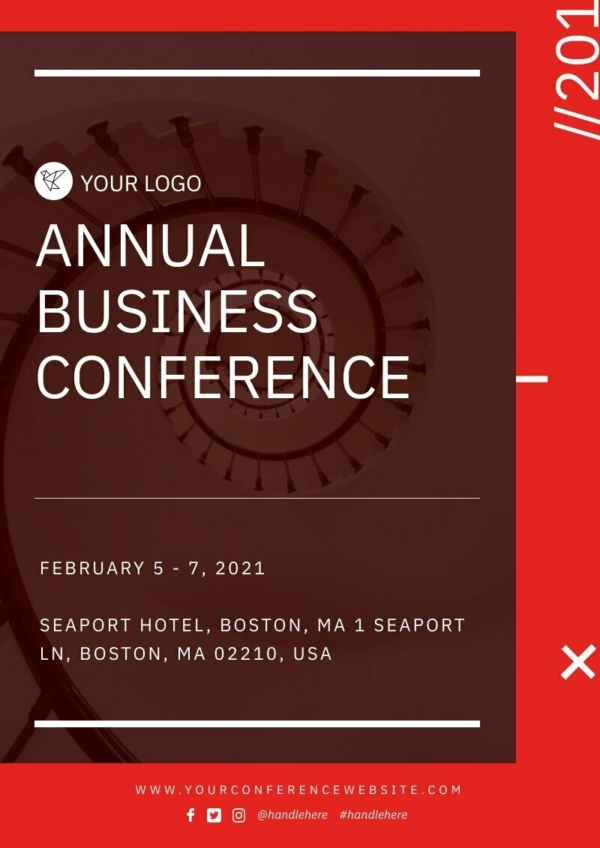 //201
YOUR LOGO
ANNUAL
BUSINESS
CONFERENCE
FEBRUARY 5 - 7, 2021
SEAPORT HOTEL, BOSTON, MA 1 SEAPORT
LN, BOSTON, MA 02210, USA
WWW.YOURCONFERENCEWEBSITE.COM
@handlehere #handlehere